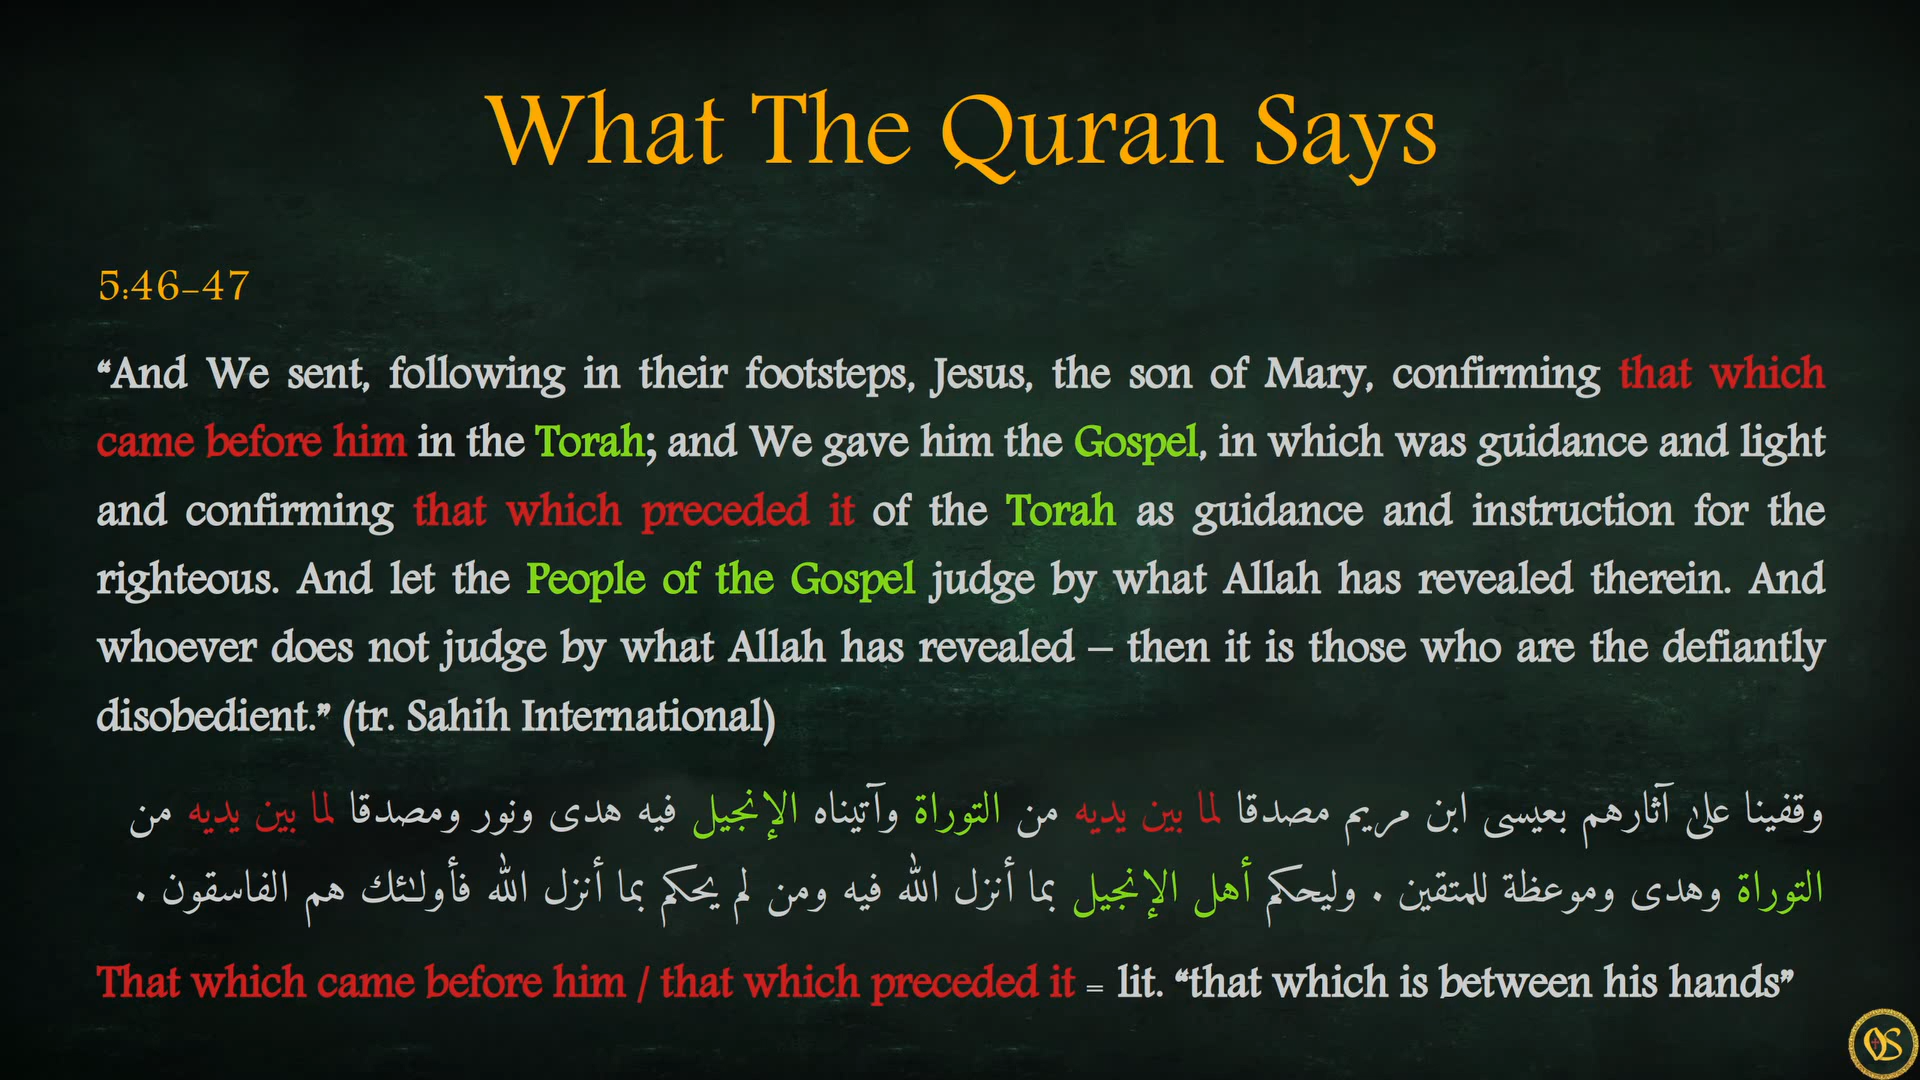 What The Quran Says
5:46-47
“And We sent, following in their footsteps, Jesus, the son of Mary, confirming that which
came before him in the Torah; and We gave him the Gospel, in which was guidance and light
and confirming that which preceded it of the Torah as guidance and instruction for the
righteous. And let the People of the Gospel judge by what Allah has revealed therein. And
whoever does not judge by what Allah has revealed – then it is those who are the defiantly
disobedient.” (tr. Sahih International)
وقفينا علىٰ آثارهم بعيسى ابن مريم مصدقا لما بين يديه من التوراة وآتيناه الإنجيل فيه هدى ونور ومصدقا لما بين يديه من
التوراة وهدى وموعظة للمتقين . وليحكم أهل الإنجيل بما أنزل الله فيه ومن لم يحكم بما أنزل الله فأولـٰئك هم الفاسقون .
That which came before him / that which preceded it = lit. “that which is between his hands”